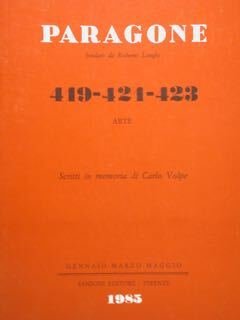 PARAGONE
fondato da Roberto Longhi
419-421-423
ARTE
Scritti in memoria di Carlo Volpe
GENNAIO-MARZO-MAGGIO
SANSONI EDITORE - FIRENZE
1985